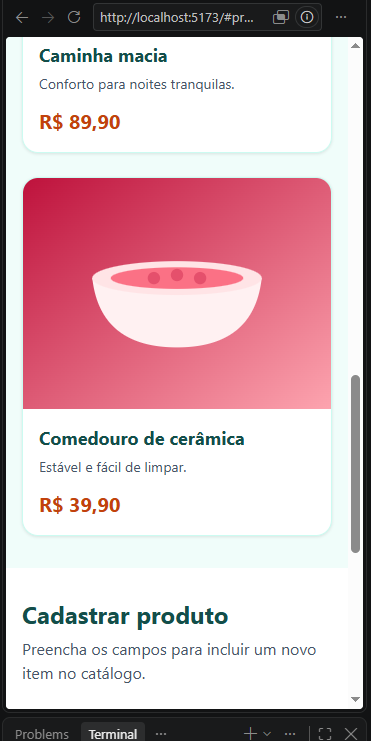 http://localhost:5173/#pr...
Caminha macia
Conforto para noites tranquilas.
R$ 89,90
Comedouro de cerâmica
Estável e fácil de limpar.
R$ 39,90
Cadastrar produto
Preencha os campos para incluir um novo
item no catálogo.
Problems Terminal